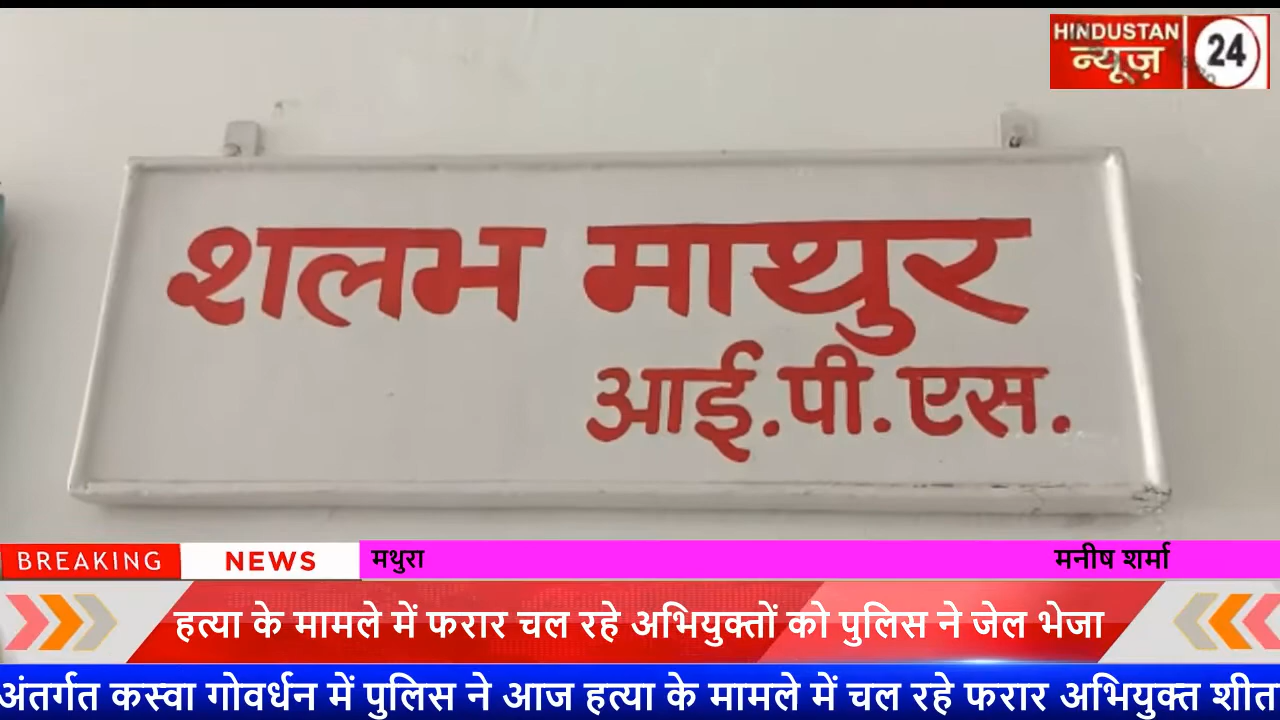 HINDUSTAN
न्यूज़
24
शलभ माथुर
आई.पी.एस.
BREAKING NEWS मथुरा मनीष शर्मा
हत्या के मामले में फरार चल रहे अभियुक्तों को पुलिस ने जेल भेजा
अंतर्गत कस्वा गोवर्धन में पुलिस ने आज हत्या के मामले में चल रहे फरार अभियुक्त शीत